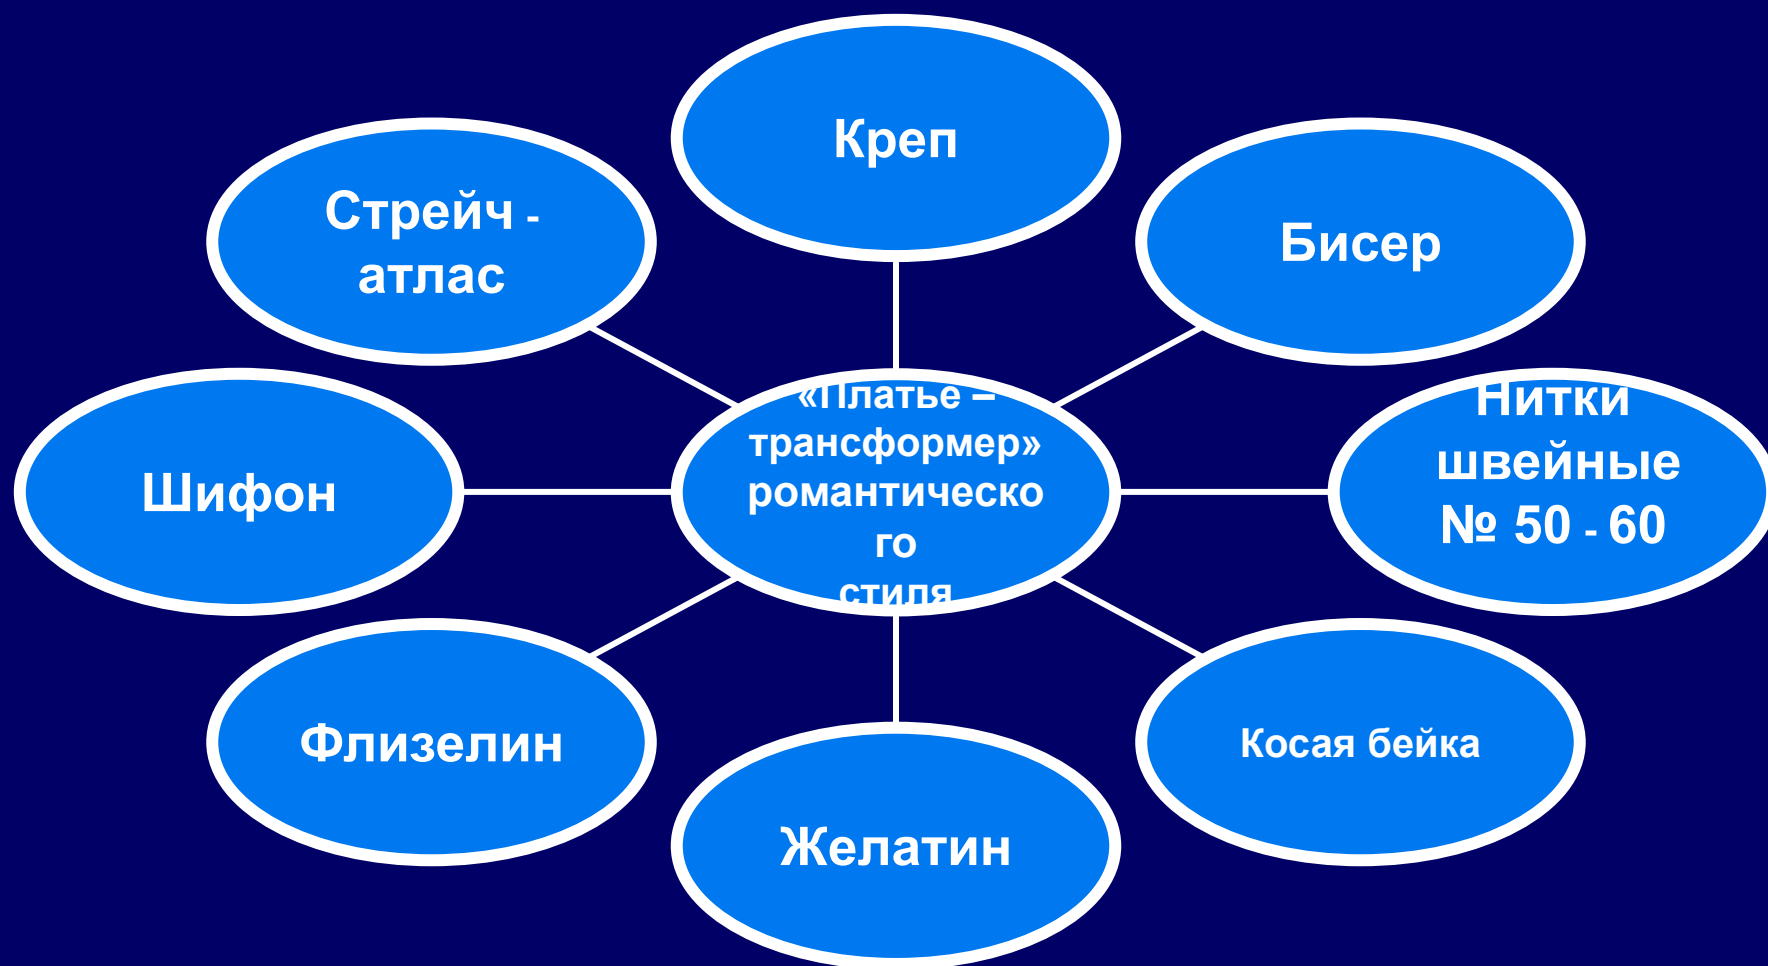 Креп
Стрейч -
атлас
Бисер
«Платье –
трансформер»
романтическо
го
стиля
Нитки
швейные
№ 50 - 60
Шифон
Флизелин
Косая бейка
Желатин